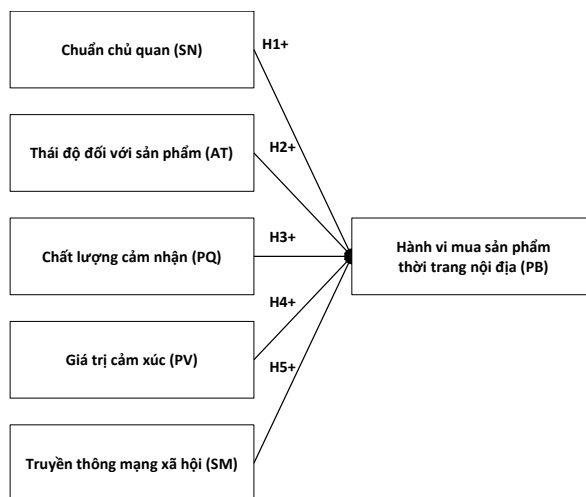 Chuẩn chủ quan (SN)
H1+
Thái độ đối với sản phẩm (AT)
H2+
Chất lượng cảm nhận (PQ)
H3+
Hành vi mua sản phẩm
thời trang nội địa (PB)
H4+
Giá trị cảm xúc (PV)
H5+
Truyền thông mạng xã hội (SM)